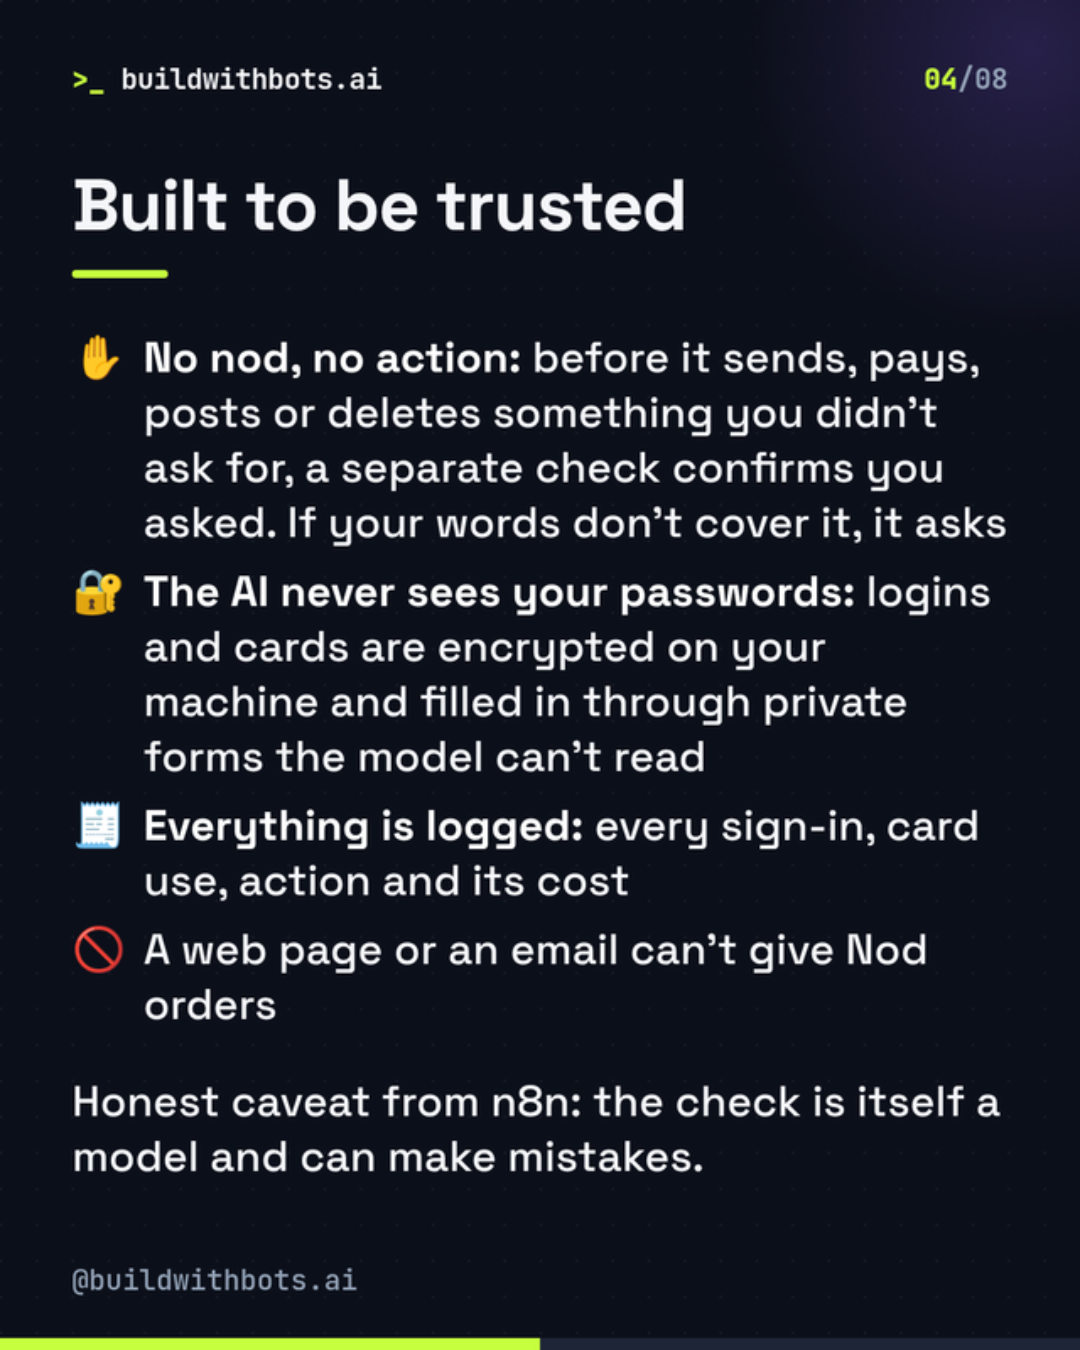 >_ buildwithbots.ai
04/08
Built to be trusted
✋ No nod, no action: before it sends, pays,
posts or deletes something you didn’t
ask for, a separate check confirms you
asked. If your words don’t cover it, it asks
🔐 The AI never sees your passwords: logins
and cards are encrypted on your
machine and filled in through private
forms the model can’t read
🧾 Everything is logged: every sign-in, card
use, action and its cost
🚫 A web page or an email can’t give Nod
orders
Honest caveat from n8n: the check is itself a
model and can make mistakes.
@buildwithbots.ai